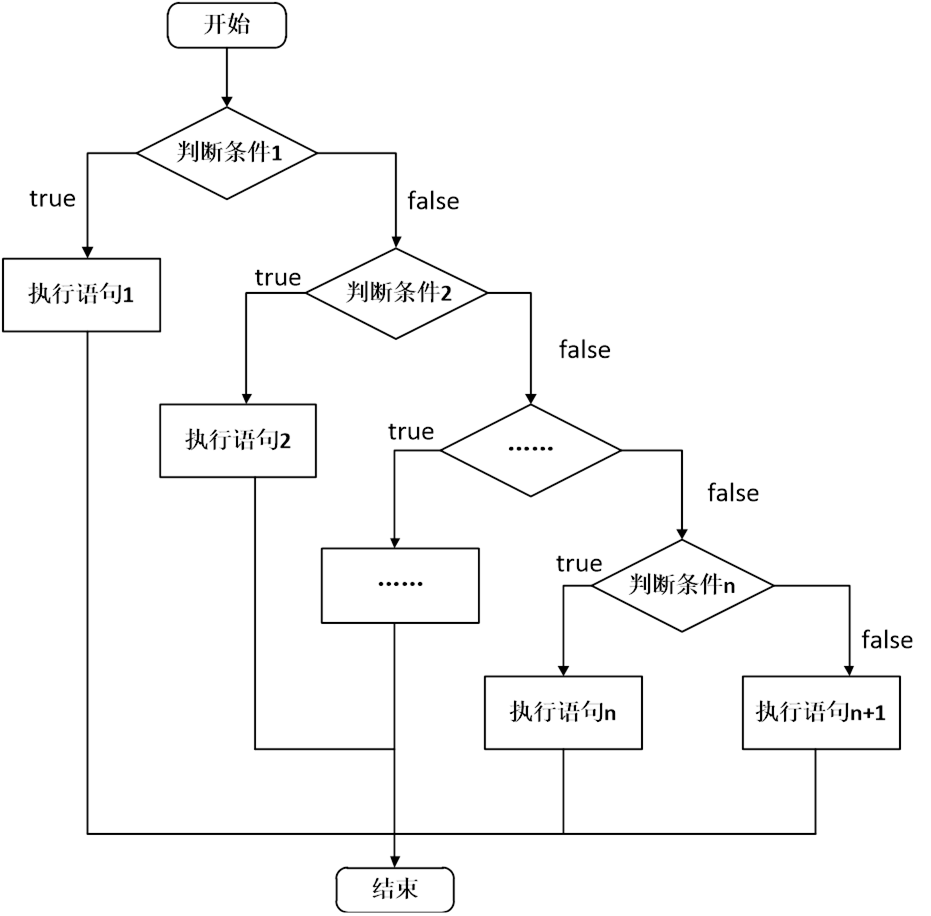 开始
判断条件1
true
false
执行语句1
true
判断条件2
false
执行语句2
true
……
false
……
true
判断条件n
false
执行语句n
执行语句n+1
结束